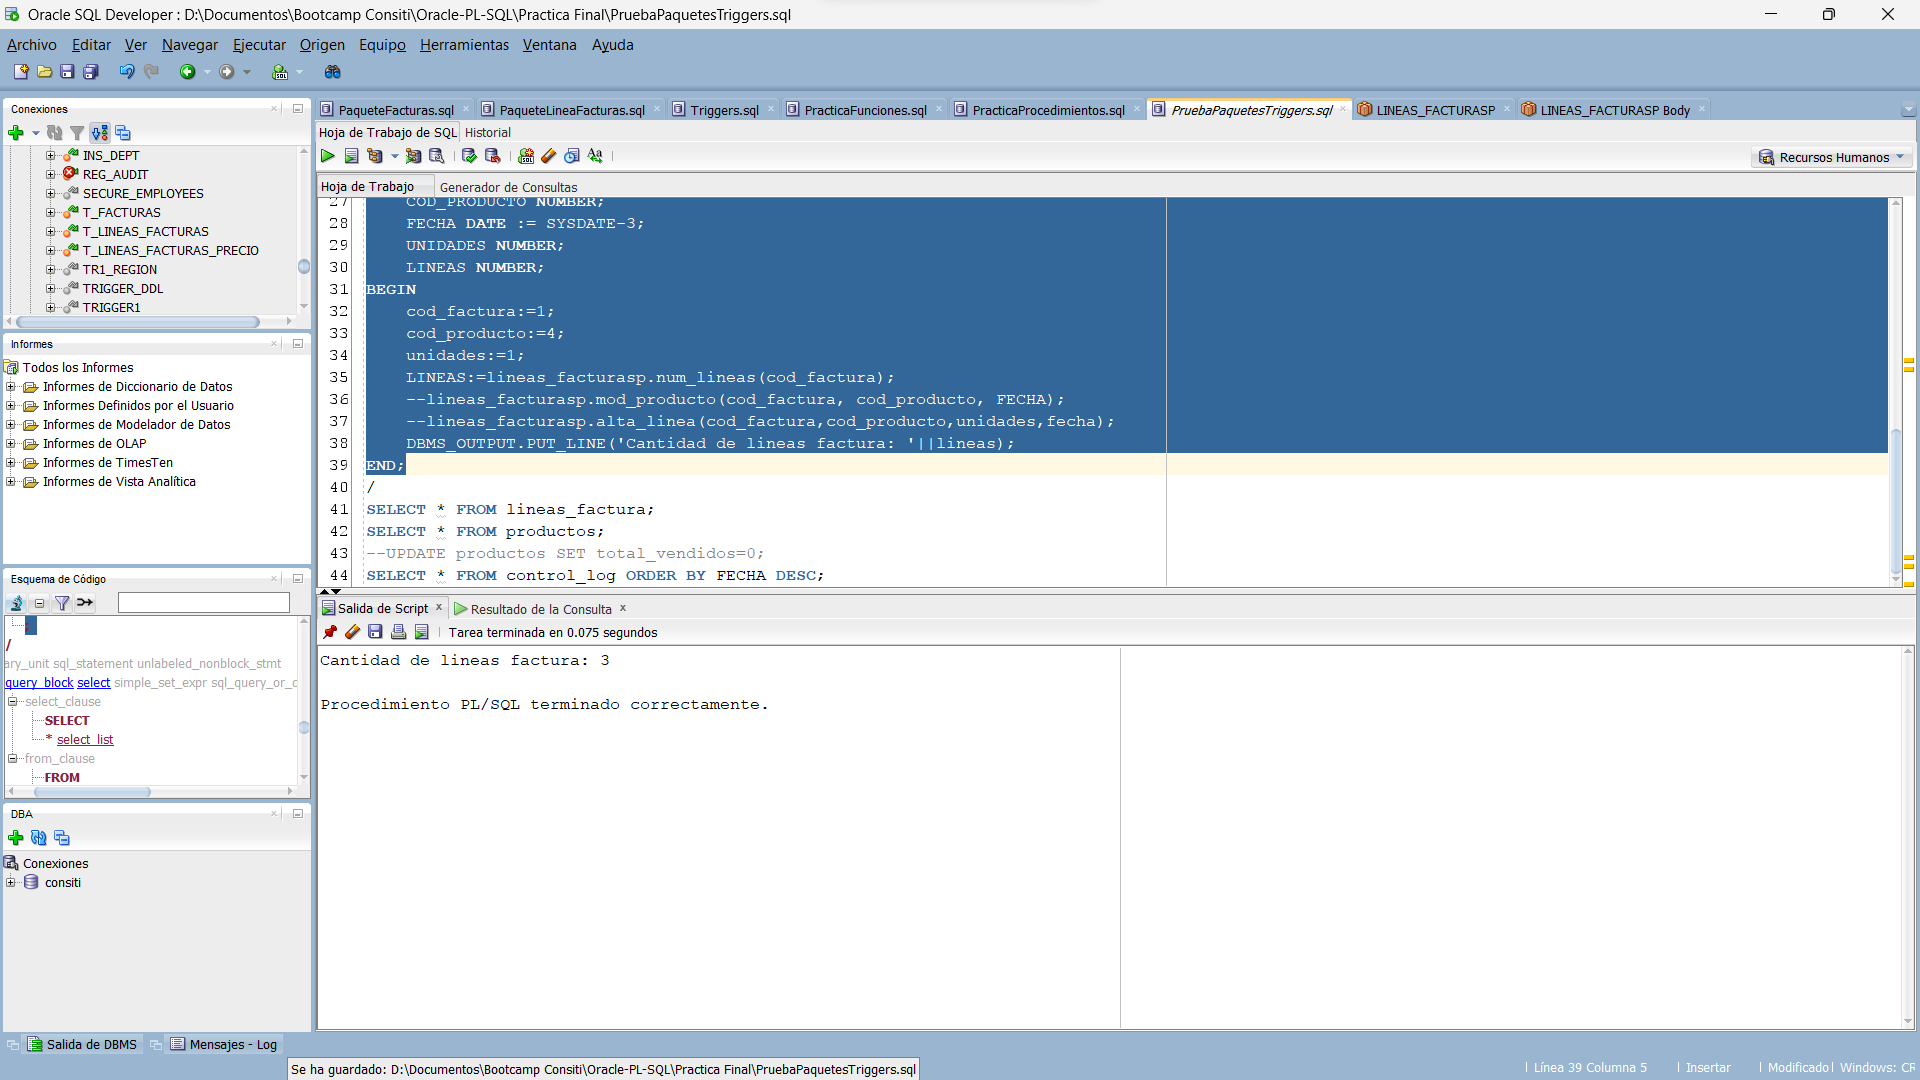 Oracle SQL Developer : D:\Documentos\Bootcamp Consiti\Oracle-PL-SQL\Practica Final\PruebaPaquetesTriggers.sql
Archivo Editar Ver Navegar Ejecutar Origen Equipo Herramientas Ventana Ayuda
Conexiones
INS_DEPT
REG_AUDIT
SECURE_EMPLOYEES
T_FACTURAS
T_LINEAS_FACTURAS
T_LINEAS_FACTURAS_PRECIO
TR1_REGION
TRIGGER_DDL
TRIGGER1
Informes
Todos los Informes
Informes de Diccionario de Datos
Informes Definidos por el Usuario
Informes de Modelador de Datos
Informes de OLAP
Informes de TimesTen
Informes de Vista Analítica
Esquema de Código
/
ary_unit sql_statement unlabeled_nonblock_stmt
query_block select simple_set_expr sql_query_or_
select_clause
SELECT
* select_list
from_clause
FROM
DBA
Conexiones
consiti
PaqueteFacturas.sql PaqueteLineaFacturas.sql Triggers.sql PracticaFunciones.sql PracticaProcedimientos.sql PruebaPaquetesTriggers.sql LINEAS_FACTURASP LINEAS_FACTURASP Body
Hoja de Trabajo de SQL Historial
Recursos Humanos
Hoja de Trabajo Generador de Consultas
27 COD_PRODUCTO NUMBER;
28 FECHA DATE := SYSDATE-3;
29 UNIDADES NUMBER;
30 LINEAS NUMBER;
31 BEGIN
32 cod_factura:=1;
33 cod_producto:=4;
34 unidades:=1;
35 LINEAS:=lineas_facturasp.num_lineas(cod_factura);
36 --lineas_facturasp.mod_producto(cod_factura, cod_producto, FECHA);
37 --lineas_facturasp.alta_linea(cod_factura,cod_producto,unidades,fecha);
38 DBMS_OUTPUT.PUT_LINE('Cantidad de lineas factura: '||lineas);
39 END;
40 /
41 SELECT * FROM lineas_factura;
42 SELECT * FROM productos;
43 --UPDATE productos SET total_vendidos=0;
44 SELECT * FROM control_log ORDER BY FECHA DESC;
Salida de Script Resultado de la Consulta
Tarea terminada en 0.075 segundos
Cantidad de lineas factura: 3
Procedimiento PL/SQL terminado correctamente.
Salida de DBMS Mensajes - Log
Se ha guardado: D:\Documentos\Bootcamp Consiti\Oracle-PL-SQL\Practica Final\PruebaPaquetesTriggers.sql
Línea 39 Columna 5 Insertar Modificado Windows: CR